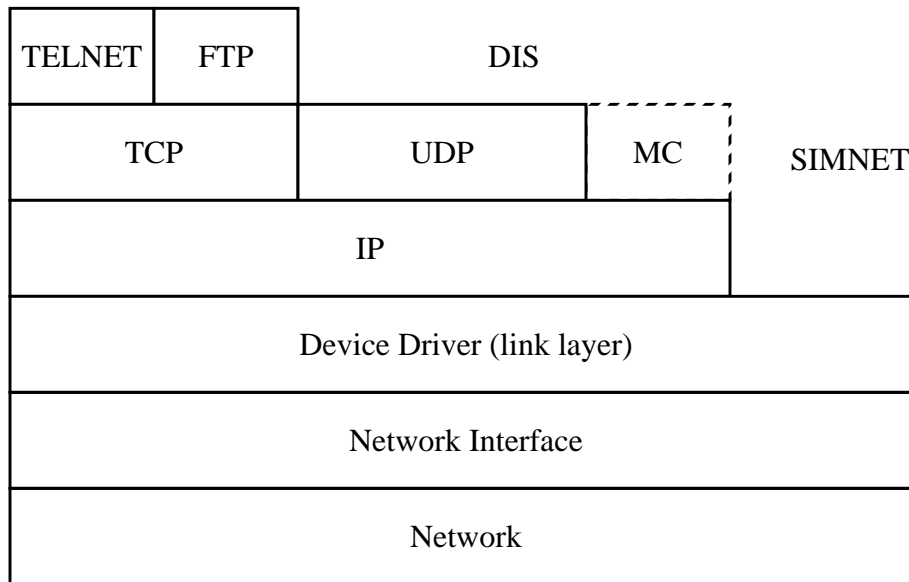 TELNET FTP DIS
TCP UDP MC SIMNET
IP
Device Driver (link layer)
Network Interface
Network